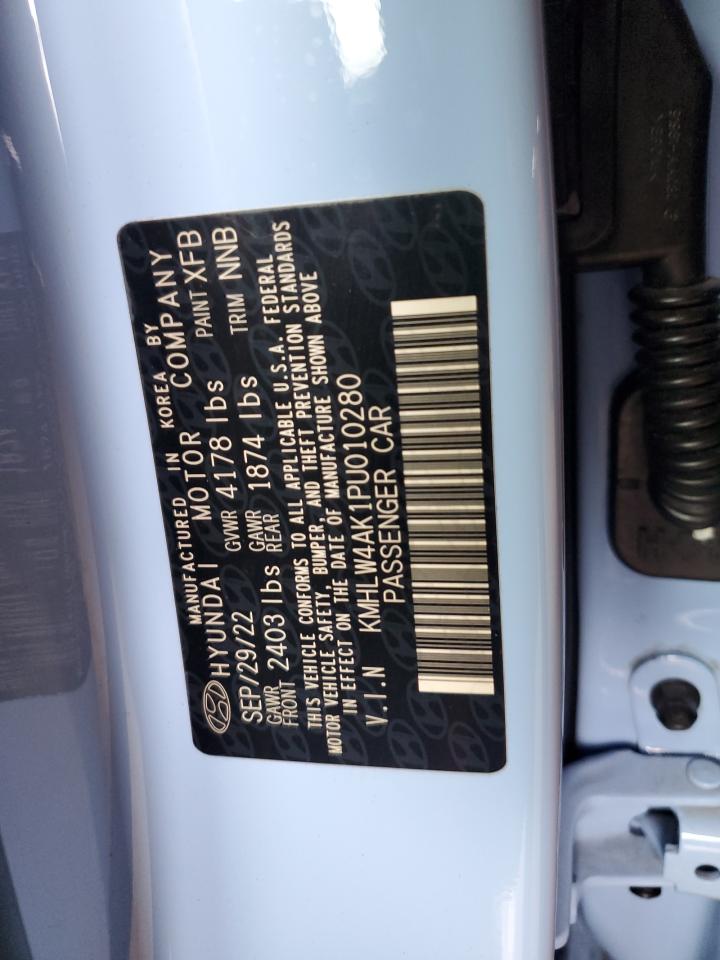 MANUFACTURED IN KOREA BY
HYUNDAI MOTOR COMPANY
SEP/29/22 GVWR 4178 lbs PAINT XFB
GAWR FRONT 2403 lbs GAWR REAR 1874 lbs TRIM NNB
THIS VEHICLE CONFORMS TO ALL APPLICABLE U.S.A. FEDERAL
MOTOR VEHICLE SAFETY, BUMPER, AND THEFT PREVENTION STANDARDS
IN EFFECT ON THE DATE OF MANUFACTURE SHOWN ABOVE
V.I.N KMHLW4AK1PU010280
PASSENGER CAR